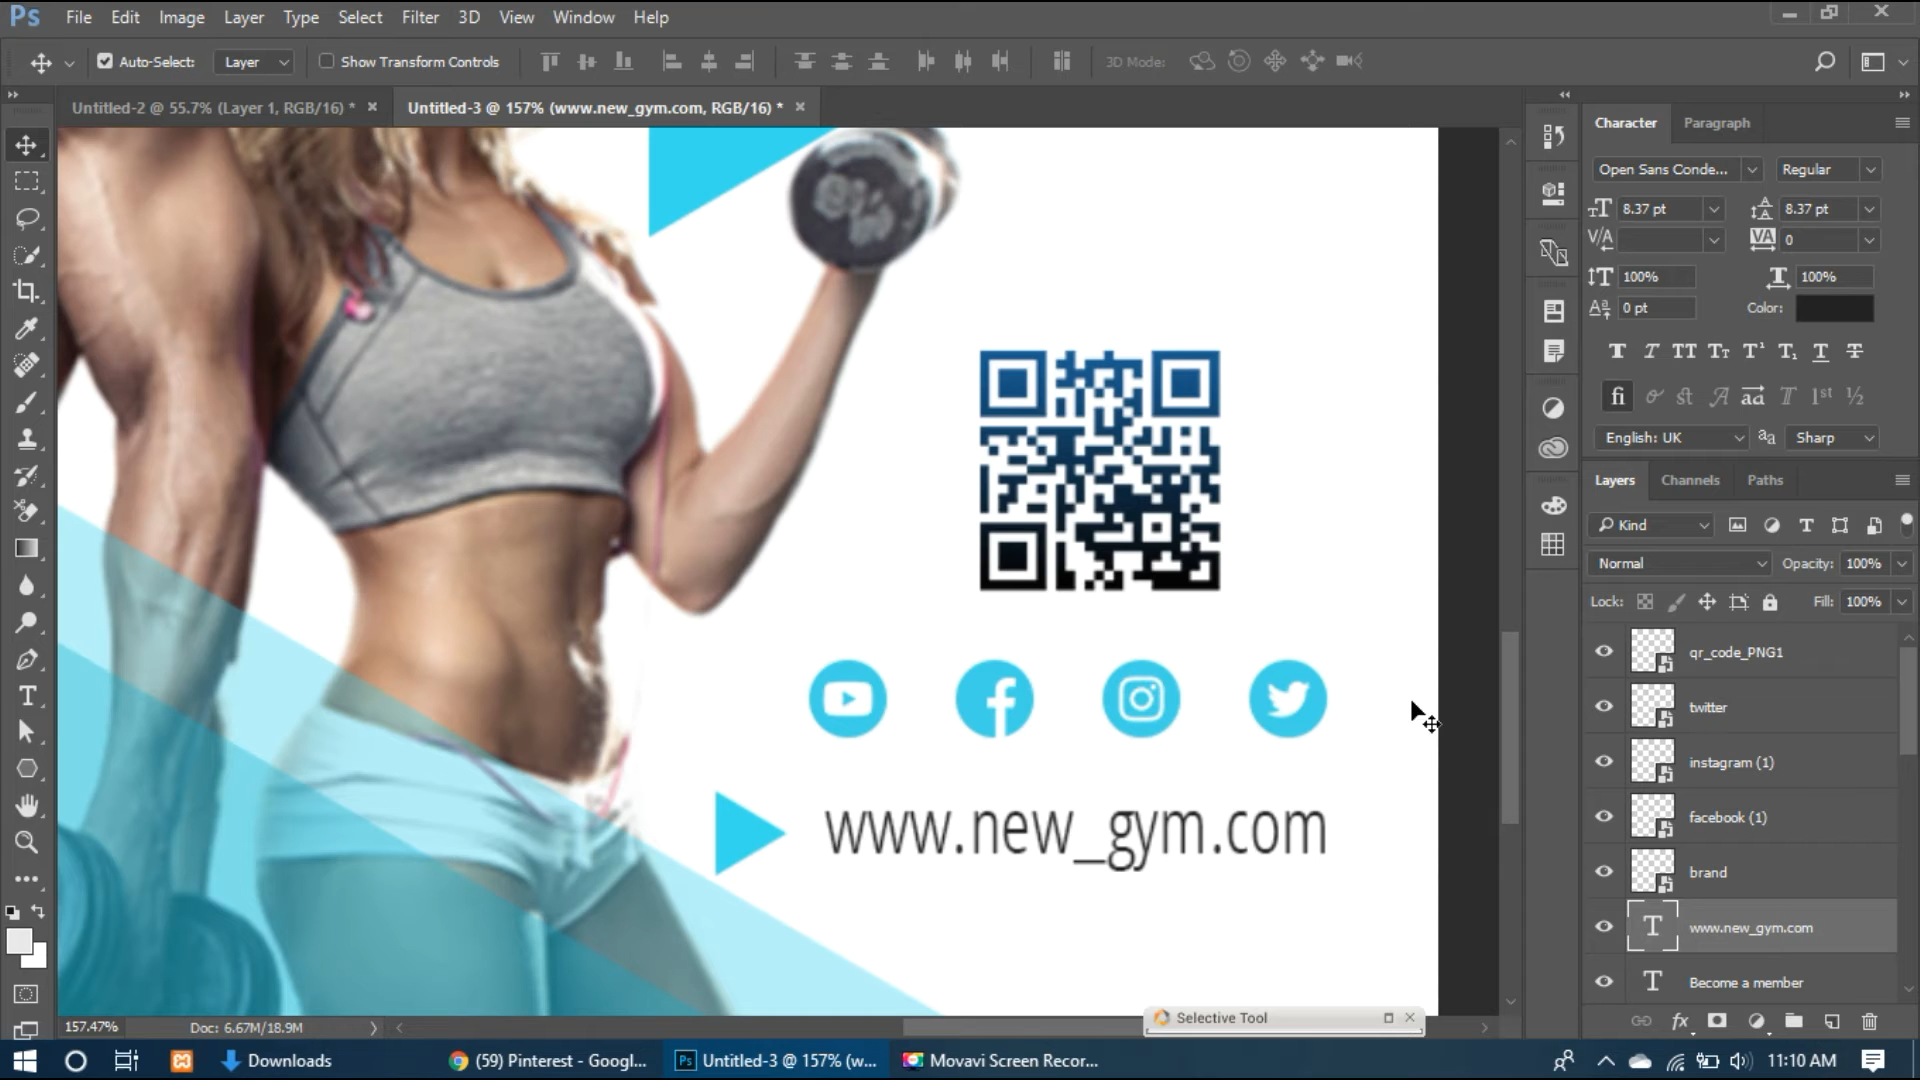 Ps File Edit Image Layer Type Select Filter 3D View Window Help
Auto-Select: Layer Show Transform Controls 3D Mode:
Untitled-2 @ 55.7% (Layer 1, RGB/16) * × Untitled-3 @ 157% (www.new_gym.com, RGB/16) * ×
Character Paragraph
Open Sans Conde... Regular
8.37 pt 8.37 pt
0
100% 100%
0 pt Color:
English: UK Sharp
Layers Channels Paths
Kind
Normal Opacity: 100%
Lock: Fill: 100%
qr_code_PNG1
twitter
instagram (1)
facebook (1)
brand
www.new_gym.com
Become a member
www.new_gym.com
157.47% Doc: 6.67M/18.9M
Selective Tool
Downloads (59) Pinterest - Googl... Ps Untitled-3 @ 157% (w... Movavi Screen Recor... 11:10 AM